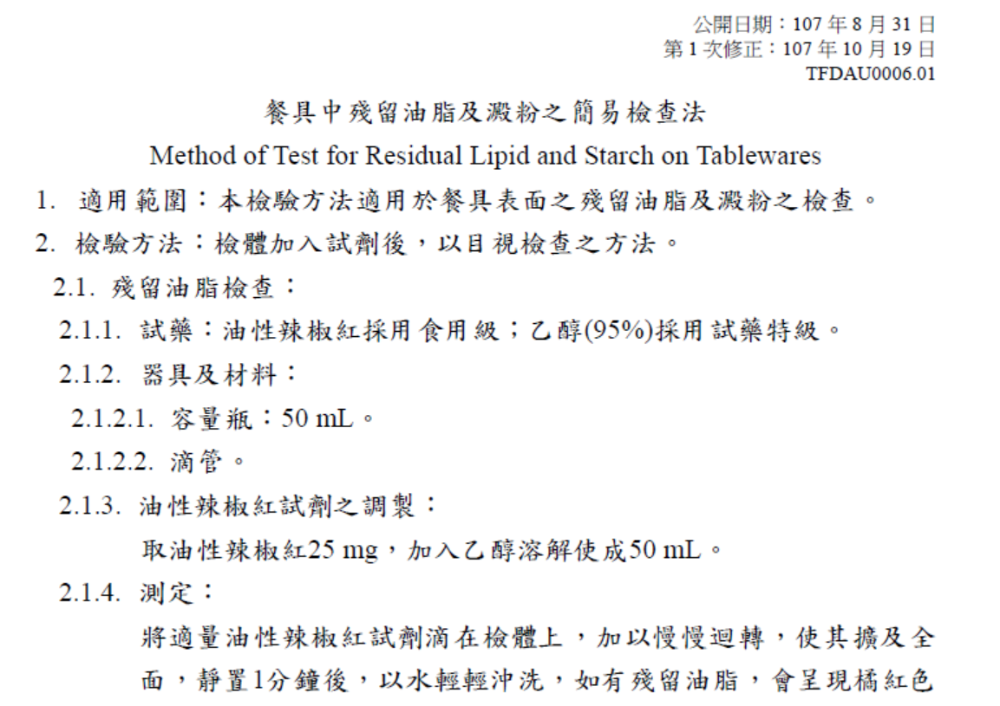 公開日期：107 年 8 月 31 日
第 1 次修正：107 年 10 月 19 日
TFDAU0006.01
餐具中殘留油脂及澱粉之簡易檢查法
Method of Test for Residual Lipid and Starch on Tablewares
1. 適用範圍：本檢驗方法適用於餐具表面之殘留油脂及澱粉之檢查。
2. 檢驗方法：檢體加入試劑後，以目視檢查之方法。
2.1. 殘留油脂檢查：
2.1.1. 試藥：油性辣椒紅採用食用級；乙醇(95%)採用試藥特級。
2.1.2. 器具及材料：
2.1.2.1. 容量瓶：50 mL。
2.1.2.2. 滴管。
2.1.3. 油性辣椒紅試劑之調製：
取油性辣椒紅25 mg，加入乙醇溶解使成50 mL。
2.1.4. 測定：
將適量油性辣椒紅試劑滴在檢體上，加以慢慢迴轉，使其擴及全
面，靜置1分鐘後，以水輕輕沖洗，如有殘留油脂，會呈現橘紅色